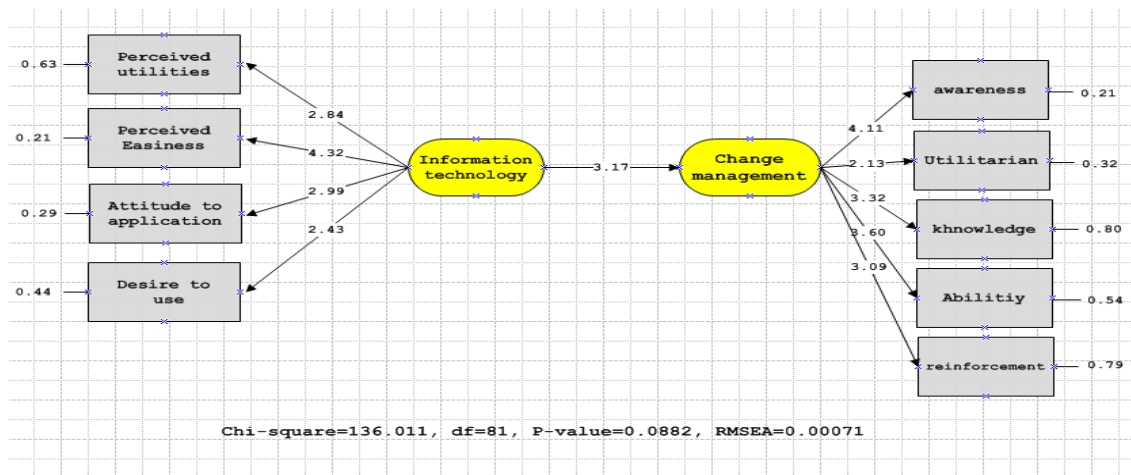 Perceived
utilities
0.63
Perceived
Easiness
0.21
Attitude to
application
0.29
Desire to
use
0.44
2.84
4.32
2.99
2.43
Information
technology
3.17
Change
management
4.11
2.13
3.32
3.60
3.09
awareness
0.21
Utilitarian
0.32
khnowledge
0.80
Abilitiy
0.54
reinforcement
0.79
Chi-square=136.011, df=81, P-value=0.0882, RMSEA=0.00071